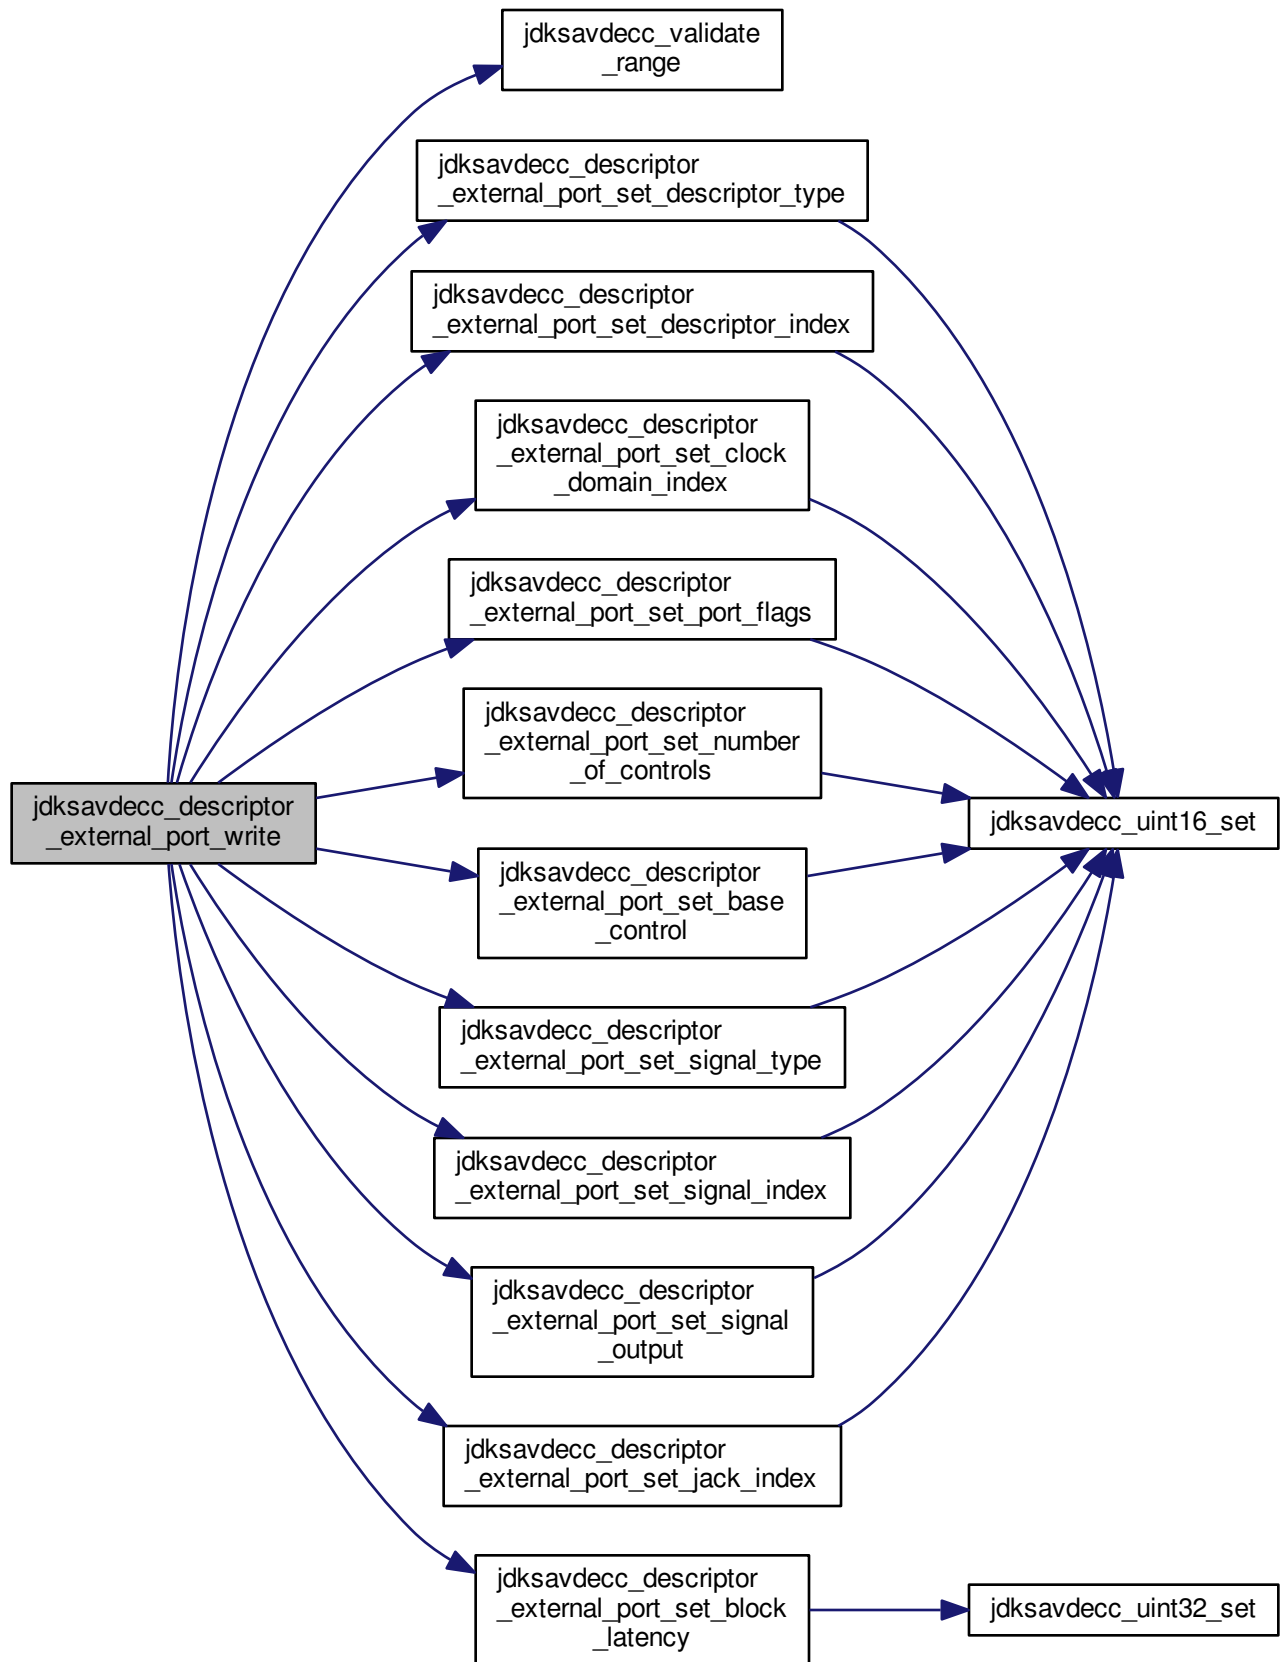 jdksavdecc_validate
_range
jdksavdecc_descriptor
_external_port_set_descriptor_type
jdksavdecc_descriptor
_external_port_set_descriptor_index
jdksavdecc_descriptor
_external_port_set_clock
_domain_index
jdksavdecc_descriptor
_external_port_set_port_flags
jdksavdecc_descriptor
_external_port_set_number
_of_controls
jdksavdecc_descriptor
_external_port_write
jdksavdecc_uint16_set
jdksavdecc_descriptor
_external_port_set_base
_control
jdksavdecc_descriptor
_external_port_set_signal_type
jdksavdecc_descriptor
_external_port_set_signal_index
jdksavdecc_descriptor
_external_port_set_signal
_output
jdksavdecc_descriptor
_external_port_set_jack_index
jdksavdecc_descriptor
_external_port_set_block
_latency
jdksavdecc_uint32_set